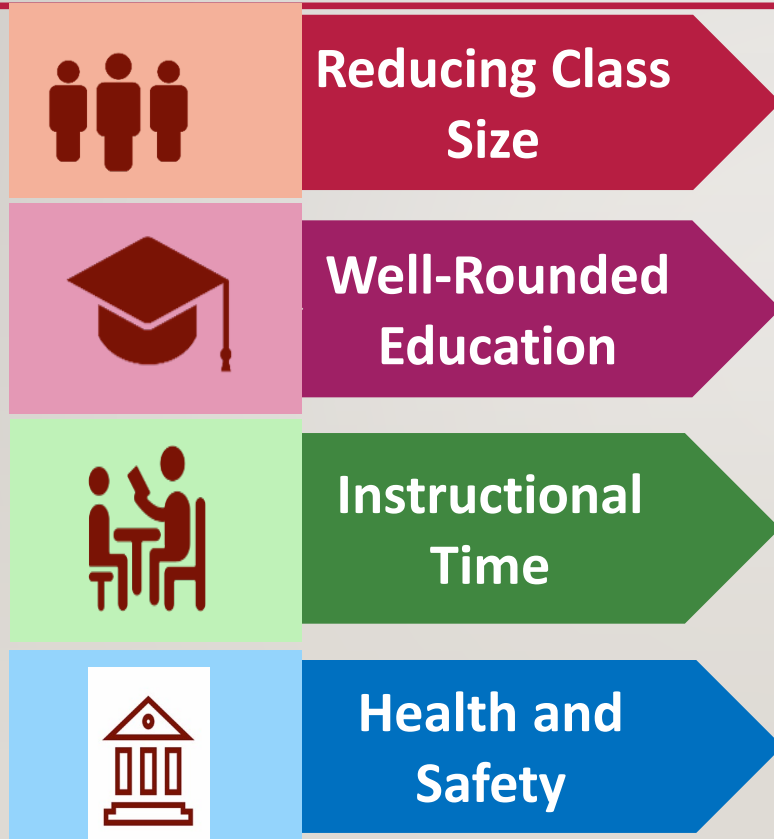 Reducing Class
Size
Well-Rounded
Education
Instructional
Time
Health and
Safety